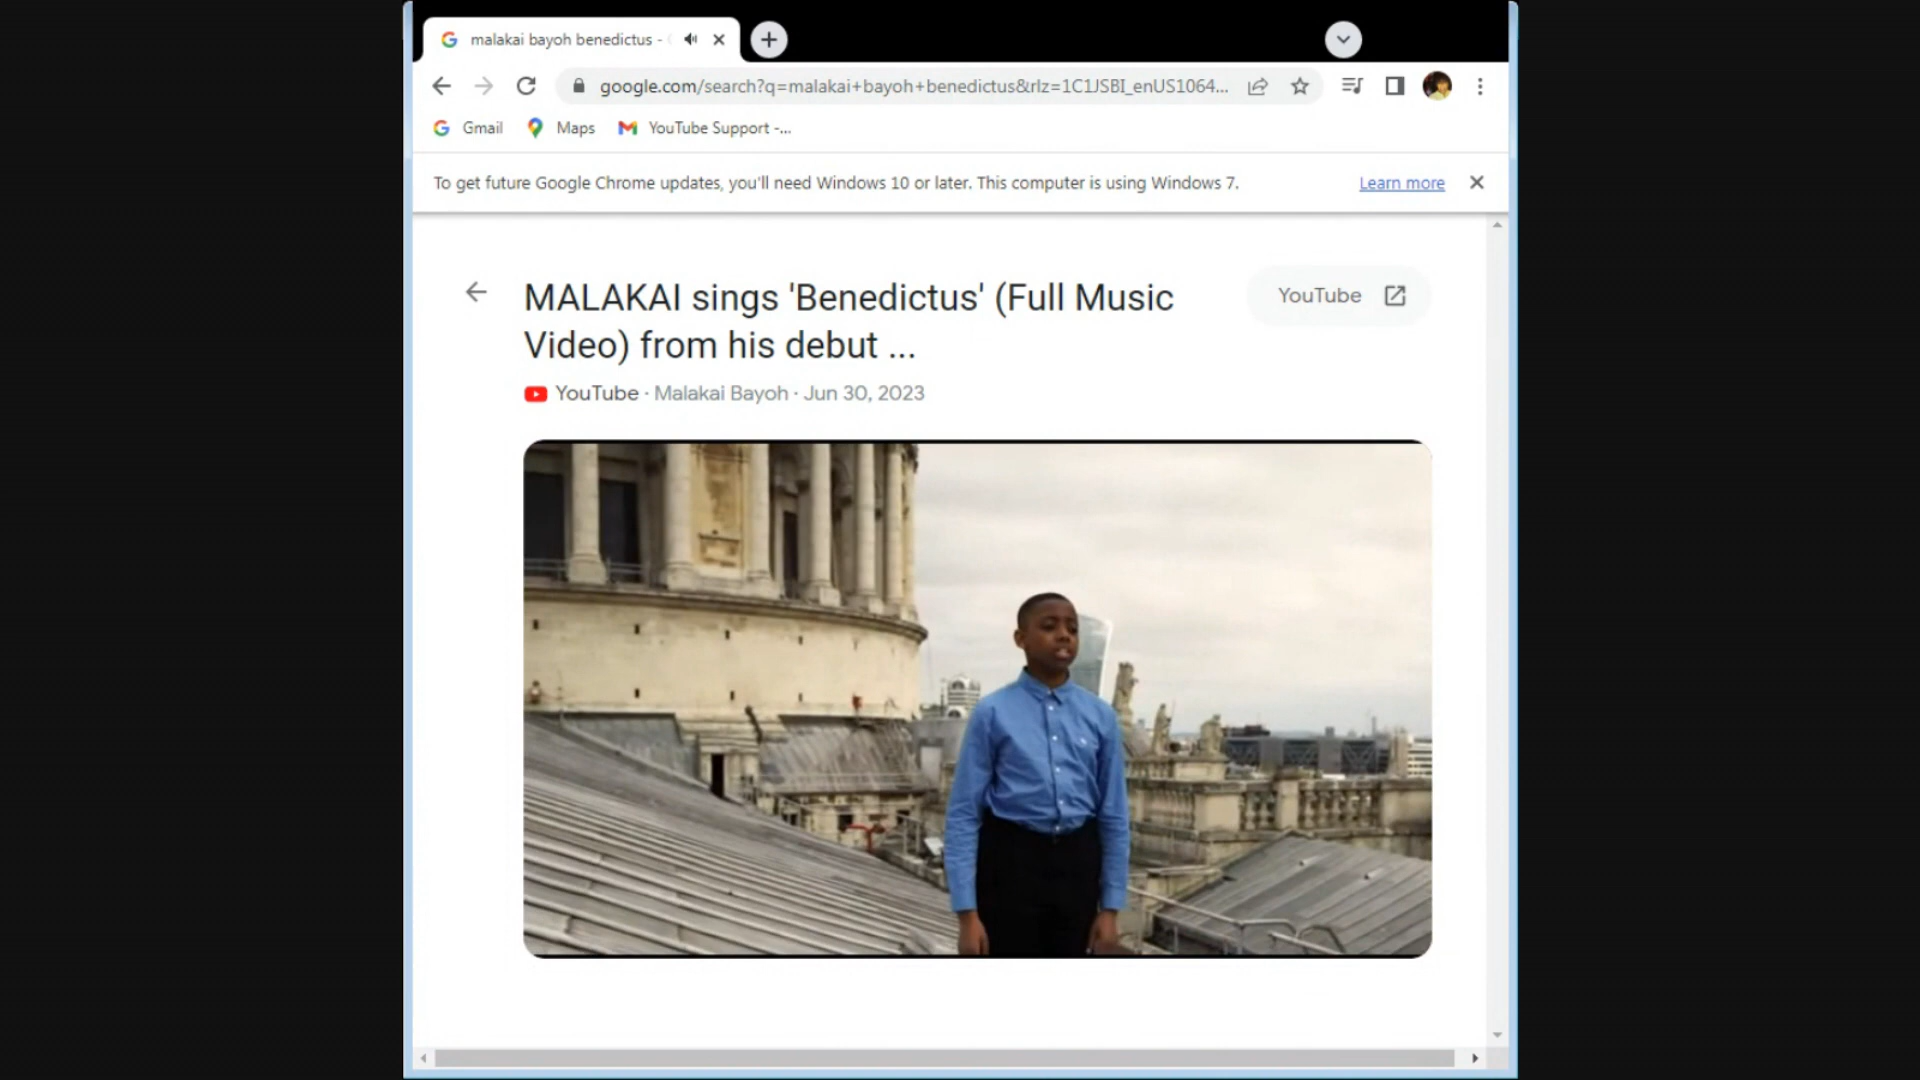 malakai bayoh benedictus -
google.com/search?q=malakai+bayoh+benedictus&rlz=1C1JSBI_enUS1064...
Gmail Maps YouTube Support -...
To get future Google Chrome updates, you'll need Windows 10 or later. This computer is using Windows 7. Learn more
MALAKAI sings 'Benedictus' (Full Music
Video) from his debut ...
YouTube
YouTube · Malakai Bayoh · Jun 30, 2023